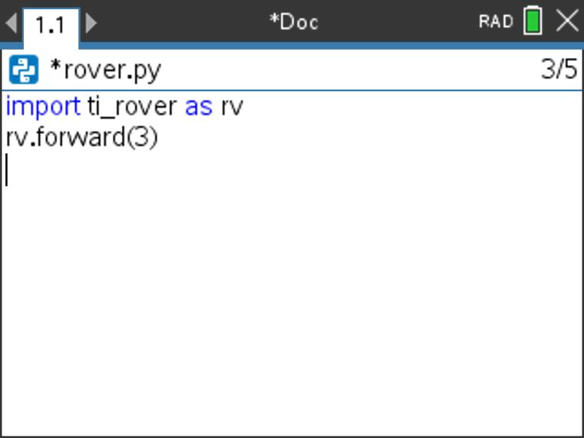 1.1
*Doc
RAD
*rover.py
3/5
import ti_rover as rv
rv.forward(3)